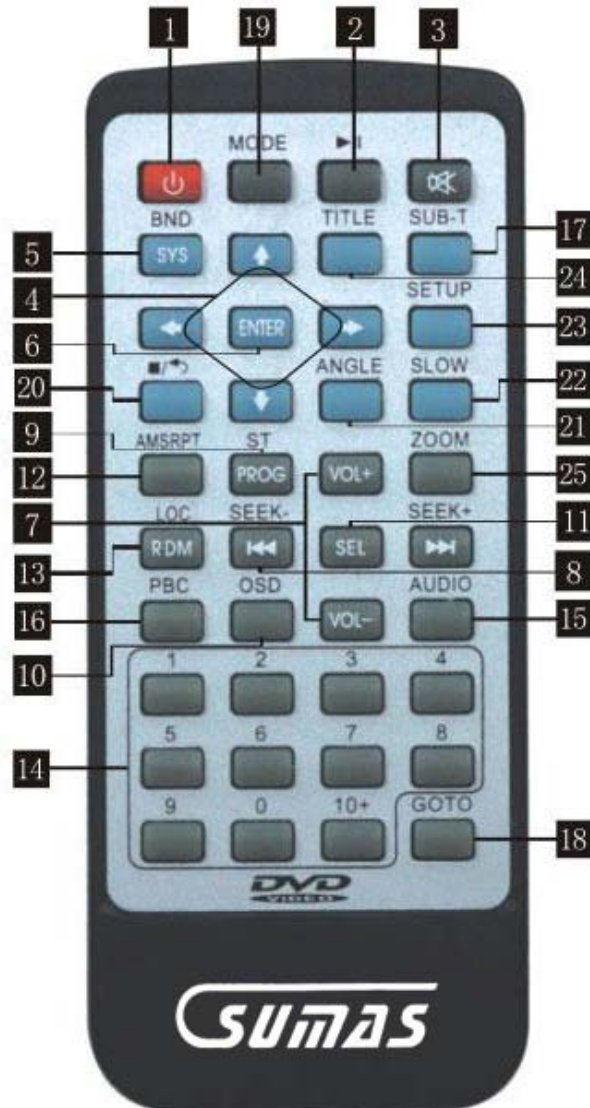 1 19 2 3
MODE ▶II
BND TITLE SUB-T
5 SYS 17
24
4 SETUP
ENTER 23
6
■/↶ ANGLE SLOW
20 22
9 21
AMSRPT ST ZOOM
12 PROG VOL+ 25
7 11
LOC SEEK- SEEK+
13 RDM SEL
8
PBC OSD AUDIO
16 VOL- 15
10
1 2 3 4
5 6 7 8
14
9 0 10+ GOTO
18
DVD
VIDEO
SUMAS